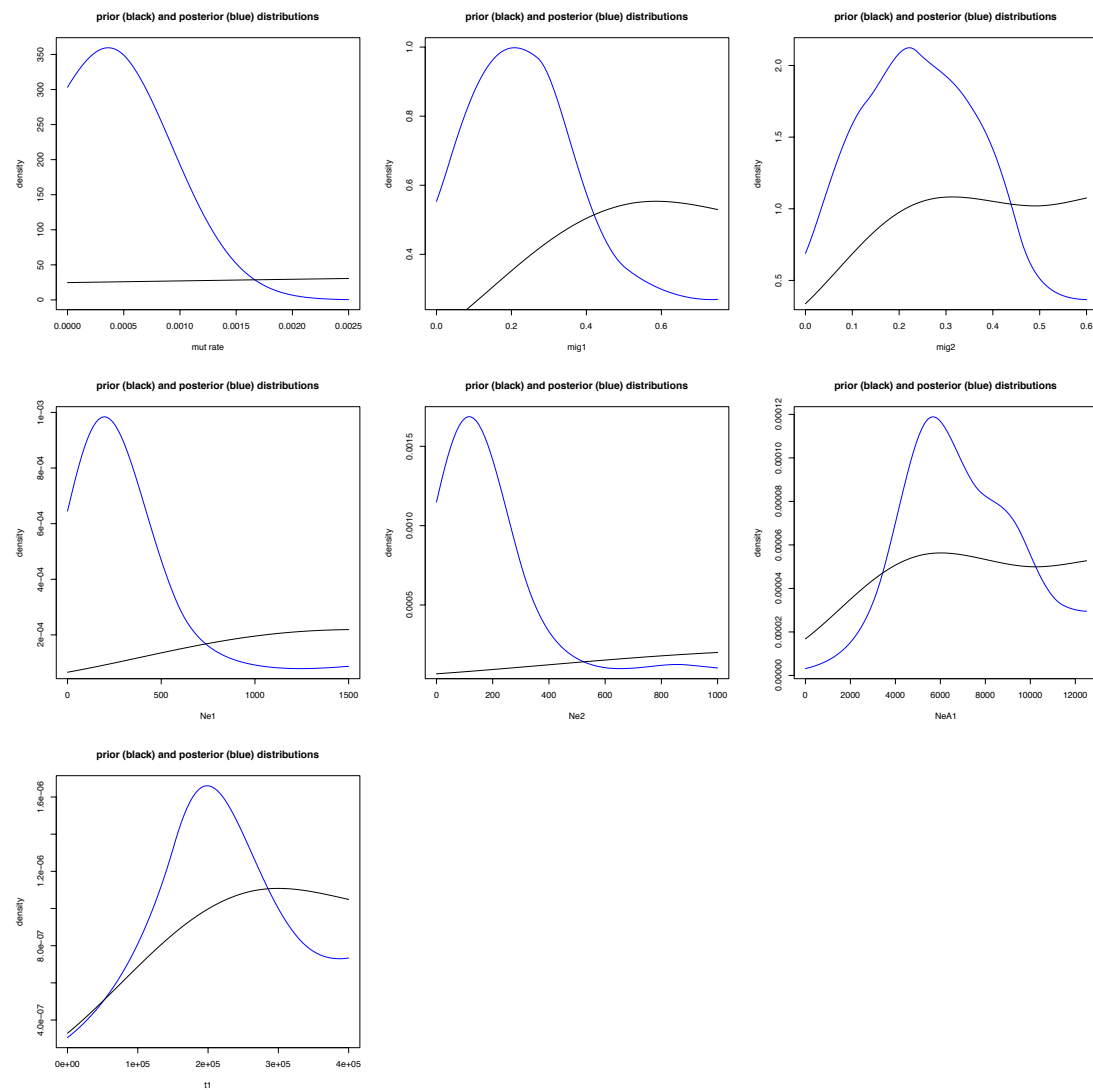 prior (black) and posterior (blue) distributions
density
0 50 100 150 200 250 300 350
0.0000 0.0005 0.0010 0.0015 0.0020 0.0025
mut rate
prior (black) and posterior (blue) distributions
density
0.4 0.6 0.8 1.0
0.0 0.2 0.4 0.6
mig1
prior (black) and posterior (blue) distributions
density
0.5 1.0 1.5 2.0
0.0 0.1 0.2 0.3 0.4 0.5 0.6
mig2
prior (black) and posterior (blue) distributions
density
2e−04 4e−04 6e−04 8e−04 1e−03
0 500 1000 1500
Ne1
prior (black) and posterior (blue) distributions
density
0.0005 0.0010 0.0015
0 200 400 600 800 1000
Ne2
prior (black) and posterior (blue) distributions
density
0.00000 0.00002 0.00004 0.00006 0.00008 0.00010 0.00012
0 2000 4000 6000 8000 10000 12000
NeA1
prior (black) and posterior (blue) distributions
density
4.0e−07 8.0e−07 1.2e−06 1.6e−06
0e+00 1e+05 2e+05 3e+05 4e+05
t1